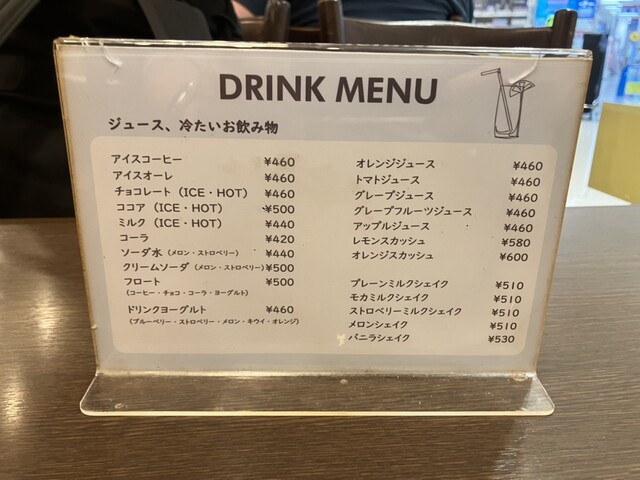 DRINK MENU
ジュース、冷たいお飲み物
アイスコーヒー ¥460
アイスオーレ ¥460
チョコレート（ICE・HOT） ¥460
ココア（ICE・HOT） ¥500
ミルク（ICE・HOT） ¥440
コーラ ¥420
ソーダ水（メロン・ストロベリー） ¥440
クリームソーダ（メロン・ストロベリー） ¥500
フロート ¥500
（コーヒー・チョコ・コーラ・ヨーグルト）
ドリンクヨーグルト ¥460
（ブルーベリー・ストロベリー・メロン・キウイ・オレンジ）
オレンジジュース ¥460
トマトジュース ¥460
グレープジュース ¥460
グレープフルーツジュース ¥460
アップルジュース ¥460
レモンスカッシュ ¥580
オレンジスカッシュ ¥600
プレーンミルクシェイク ¥510
モカミルクシェイク ¥510
ストロベリーミルクシェイク ¥510
メロンシェイク ¥510
バニラシェイク ¥530